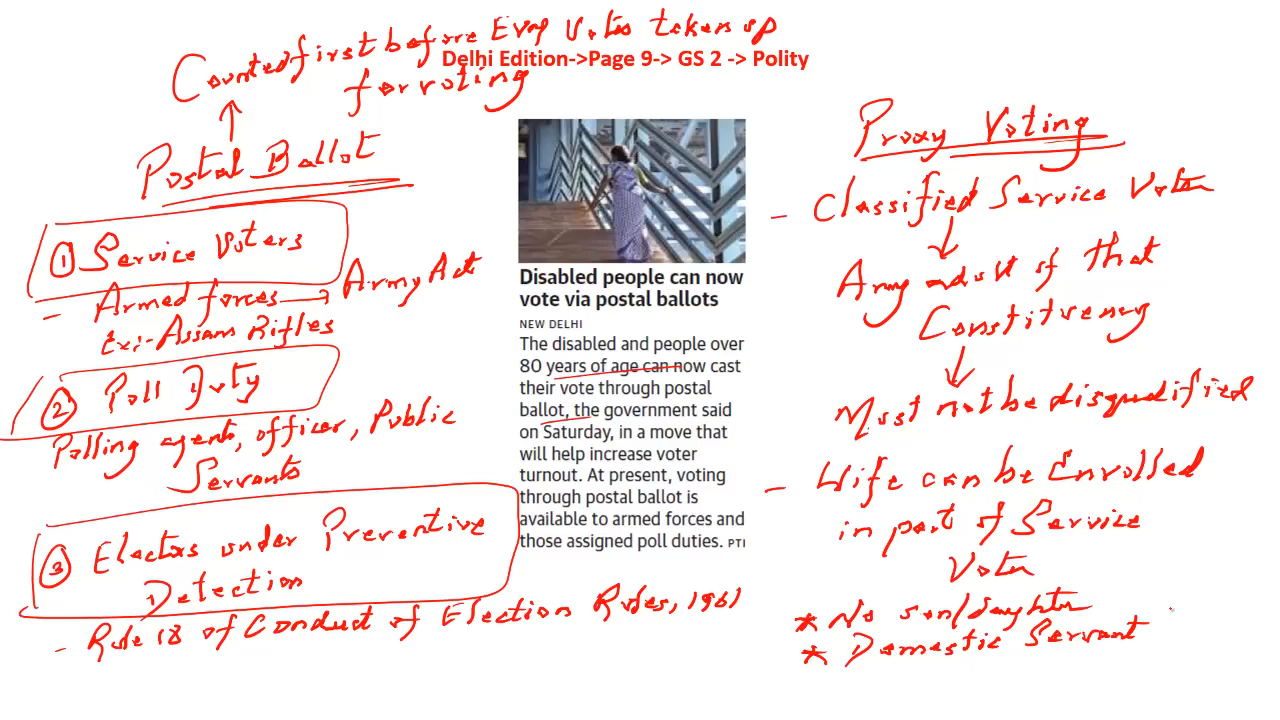 Counted first before Evm Votes taken up
for voting
Delhi Edition->Page 9-> GS 2 -> Polity
Postal Ballot
① Service Voters
- Armed forces → Army Act
Exi-Assam Rifles
② Poll Duty
Polling agents, officer, Public
Servants
③ Electors under Preventive
Detection
- Rule 18 of Conduct of Election Rules, 1961
Disabled people can now
vote via postal ballots
NEW DELHI
The disabled and people over
80 years of age can now cast
their vote through postal
ballot, the government said
on Saturday, in a move that
will help increase voter
turnout. At present, voting
through postal ballot is
available to armed forces and
those assigned poll duties. PTI
Proxy Voting
- Classified Service Voter
Any adult of that
Constituency
Must not be disqualified
- Wife can be Enrolled
in part of Service
Voter
* No son/daughter
* Domestic Servant